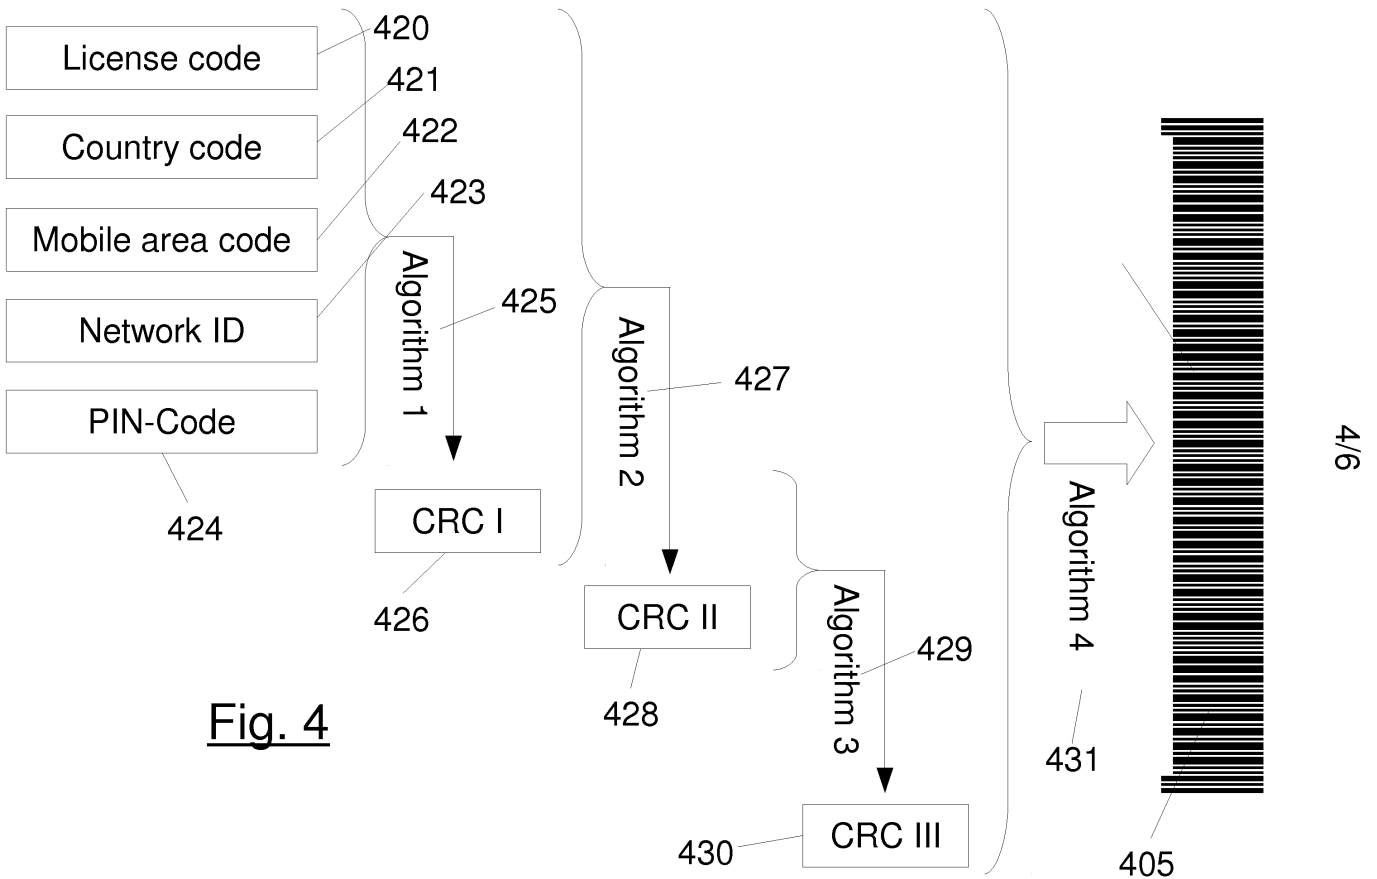 License code
420
Country code
421
Mobile area code
422
Network ID
423
PIN-Code
424
Algorithm 1
425
CRC I
426
Algorithm 2
427
CRC II
428
Algorithm 3
429
CRC III
430
Algorithm 4
431
405
4/6
Fig. 4